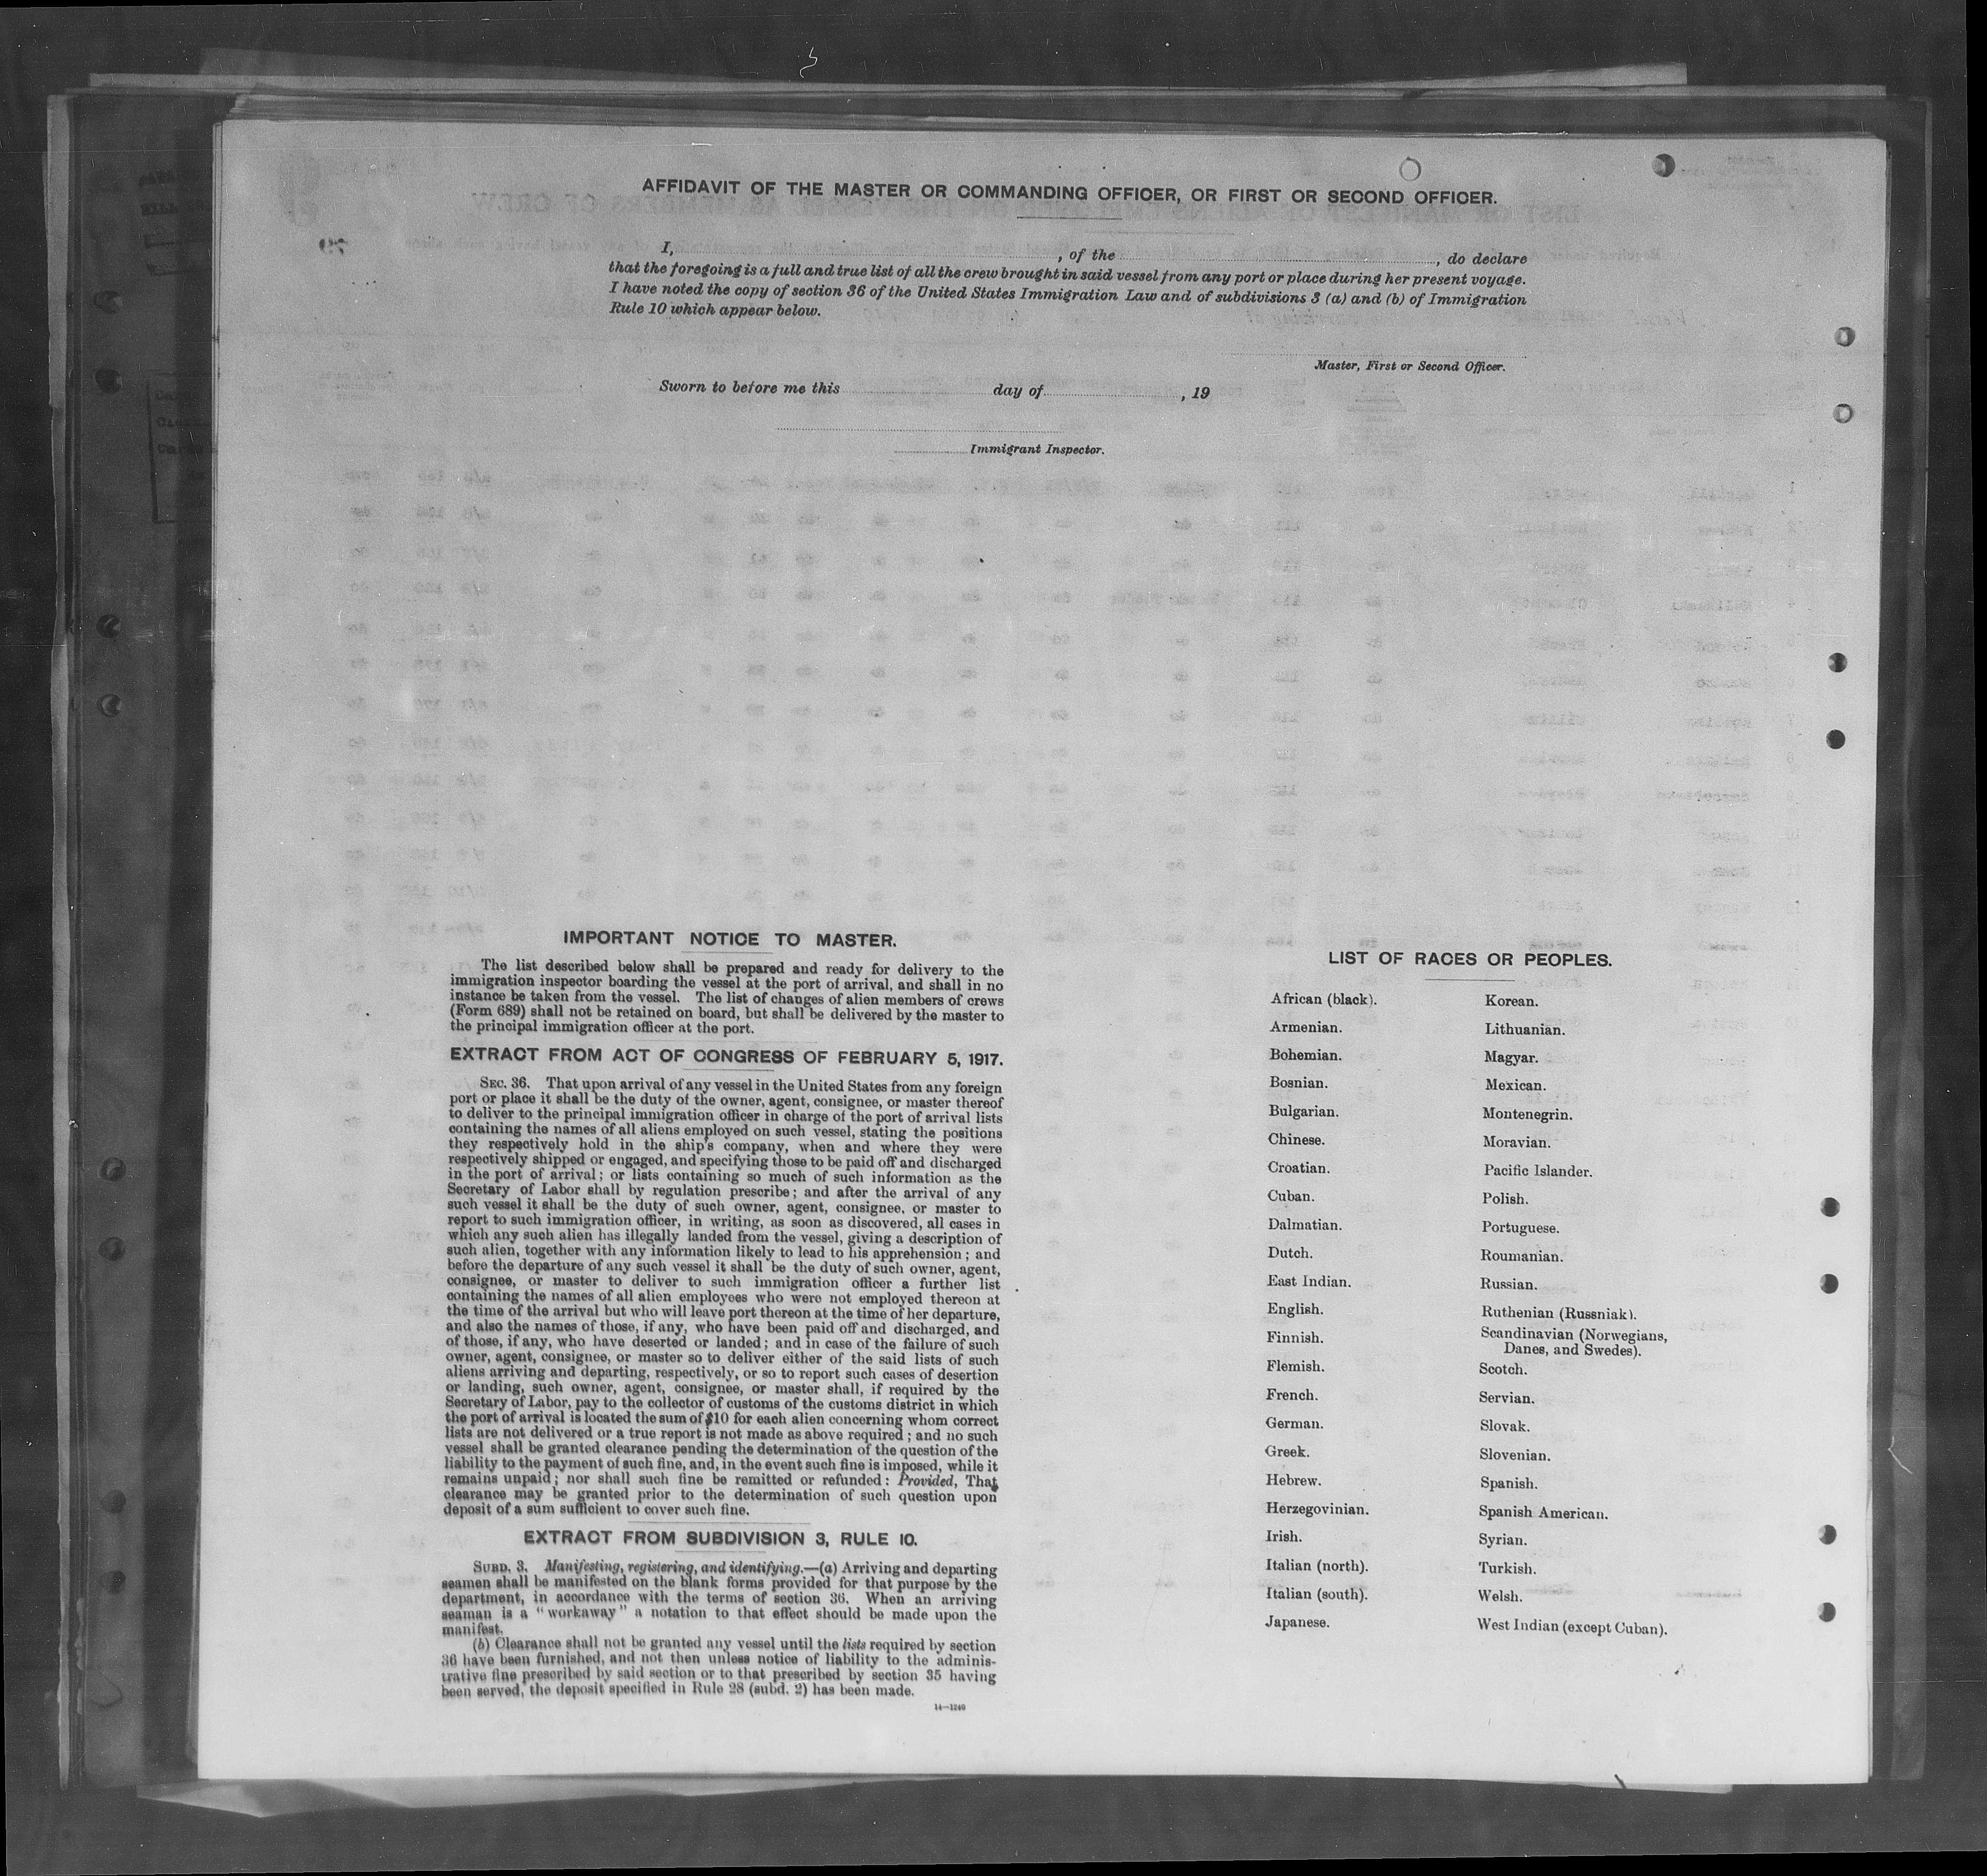 AFFIDAVIT OF THE MASTER OR COMMANDING OFFICER, OR FIRST OR SECOND OFFICER.
I, , of the , do declare
that the foregoing is a full and true list of all the crew brought in said vessel from any port or place during her present voyage.
I have noted the copy of section 36 of the United States Immigration Law and of subdivisions 3 (a) and (b) of Immigration
Rule 10 which appear below.
Master, First or Second Officer.
Sworn to before me this day of , 19
Immigrant Inspector.
IMPORTANT NOTICE TO MASTER.
The list described below shall be prepared and ready for delivery to the
immigration inspector boarding the vessel at the port of arrival, and shall in no
instance be taken from the vessel. The list of changes of alien members of crews
(Form 689) shall not be retained on board, but shall be delivered by the master to
the principal immigration officer at the port.
EXTRACT FROM ACT OF CONGRESS OF FEBRUARY 5, 1917.
SEC. 36. That upon arrival of any vessel in the United States from any foreign
port or place it shall be the duty of the owner, agent, consignee, or master thereof
to deliver to the principal immigration officer in charge of the port of arrival lists
containing the names of all aliens employed on such vessel, stating the positions
they respectively hold in the ship's company, when and where they were
respectively shipped or engaged, and specifying those to be paid off and discharged
in the port of arrival; or lists containing so much of such information as the
Secretary of Labor shall by regulation prescribe; and after the arrival of any
such vessel it shall be the duty of such owner, agent, consignee, or master to
report to such immigration officer, in writing, as soon as discovered, all cases in
which any such alien has illegally landed from the vessel, giving a description of
such alien, together with any information likely to lead to his apprehension; and
before the departure of any such vessel it shall be the duty of such owner, agent,
consignee, or master to deliver to such immigration officer a further list
containing the names of all alien employees who were not employed thereon at
the time of the arrival but who will leave port thereon at the time of her departure,
and also the names of those, if any, who have been paid off and discharged, and
of those, if any, who have deserted or landed; and in case of the failure of such
owner, agent, consignee, or master so to deliver either of the said lists of such
aliens arriving and departing, respectively, or so to report such cases of desertion
or landing, such owner, agent, consignee, or master shall, if required by the
Secretary of Labor, pay to the collector of customs of the customs district in which
the port of arrival is located the sum of $10 for each alien concerning whom correct
lists are not delivered or a true report is not made as above required; and no such
vessel shall be granted clearance pending the determination of the question of the
liability to the payment of such fine, and, in the event such fine is imposed, while it
remains unpaid; nor shall such fine be remitted or refunded: Provided, That
clearance may be granted prior to the determination of such question upon
deposit of a sum sufficient to cover such fine.
EXTRACT FROM SUBDIVISION 3, RULE 10.
SUBD. 3. Manifesting, registering, and identifying.—(a) Arriving and departing
seamen shall be manifested on the blank forms provided for that purpose by the
department, in accordance with the terms of section 36. When an arriving
seaman is a "workaway" a notation to that effect should be made upon the
manifest.
(b) Clearance shall not be granted any vessel until the lists required by section
36 have been furnished, and not then unless notice of liability to the adminis-
trative fine prescribed by said section or to that prescribed by section 35 having
been served, the deposit specified in Rule 28 (subd. 2) has been made.
14—1240
LIST OF RACES OR PEOPLES.
African (black).
Armenian.
Bohemian.
Bosnian.
Bulgarian.
Chinese.
Croatian.
Cuban.
Dalmatian.
Dutch.
East Indian.
English.
Finnish.
Flemish.
French.
German.
Greek.
Hebrew.
Herzegovinian.
Irish.
Italian (north).
Italian (south).
Japanese.
Korean.
Lithuanian.
Magyar.
Mexican.
Montenegrin.
Moravian.
Pacific Islander.
Polish.
Portuguese.
Roumanian.
Russian.
Ruthenian (Russniak).
Scandinavian (Norwegians,
Danes, and Swedes).
Scotch.
Servian.
Slovak.
Slovenian.
Spanish.
Spanish American.
Syrian.
Turkish.
Welsh.
West Indian (except Cuban).